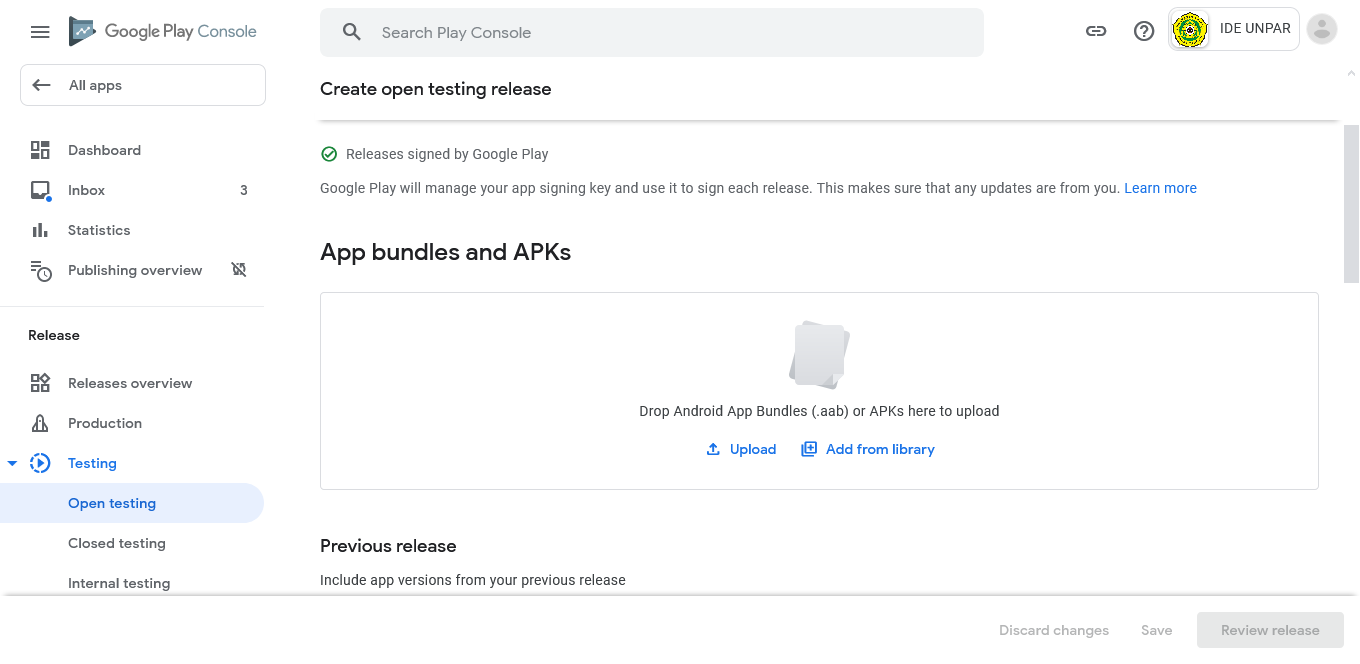 Google Play Console
Search Play Console
IDE UNPAR
All apps
Dashboard
Inbox 3
Statistics
Publishing overview
Release
Releases overview
Production
Testing
Open testing
Closed testing
Internal testing
Create open testing release
Releases signed by Google Play
Google Play will manage your app signing key and use it to sign each release. This makes sure that any updates are from you. Learn more
App bundles and APKs
Drop Android App Bundles (.aab) or APKs here to upload
Upload Add from library
Previous release
Include app versions from your previous release
Discard changes Save Review release